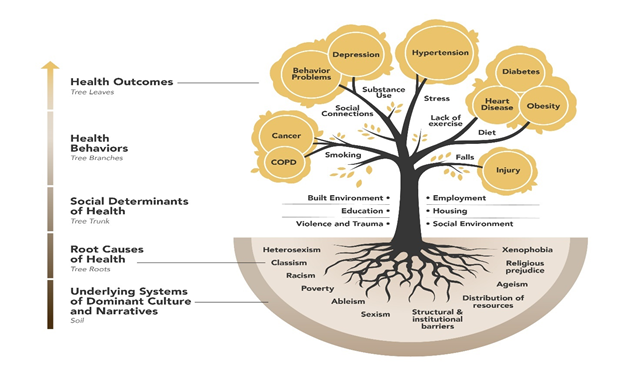 Health Outcomes
Tree Leaves
Health
Behaviors
Tree Branches
Social Determinants
of Health
Tree Trunk
Root Causes
of Health
Tree Roots
Underlying Systems
of Dominant Culture
and Narratives
Soil
Depression
Behavior
Problems
Hypertension
Diabetes
Heart
Disease
Obesity
Cancer
COPD
Injury
Substance
Use
Social
Connections
Stress
Lack of
exercise
Diet
Smoking
Falls
Built Environment •
Education •
Violence and Trauma •
• Employment
• Housing
• Social Environment
Heterosexism
Classism
Racism
Poverty
Ableism
Sexism
Structural &
institutional
barriers
Xenophobia
Religious
prejudice
Ageism
Distribution of
resources